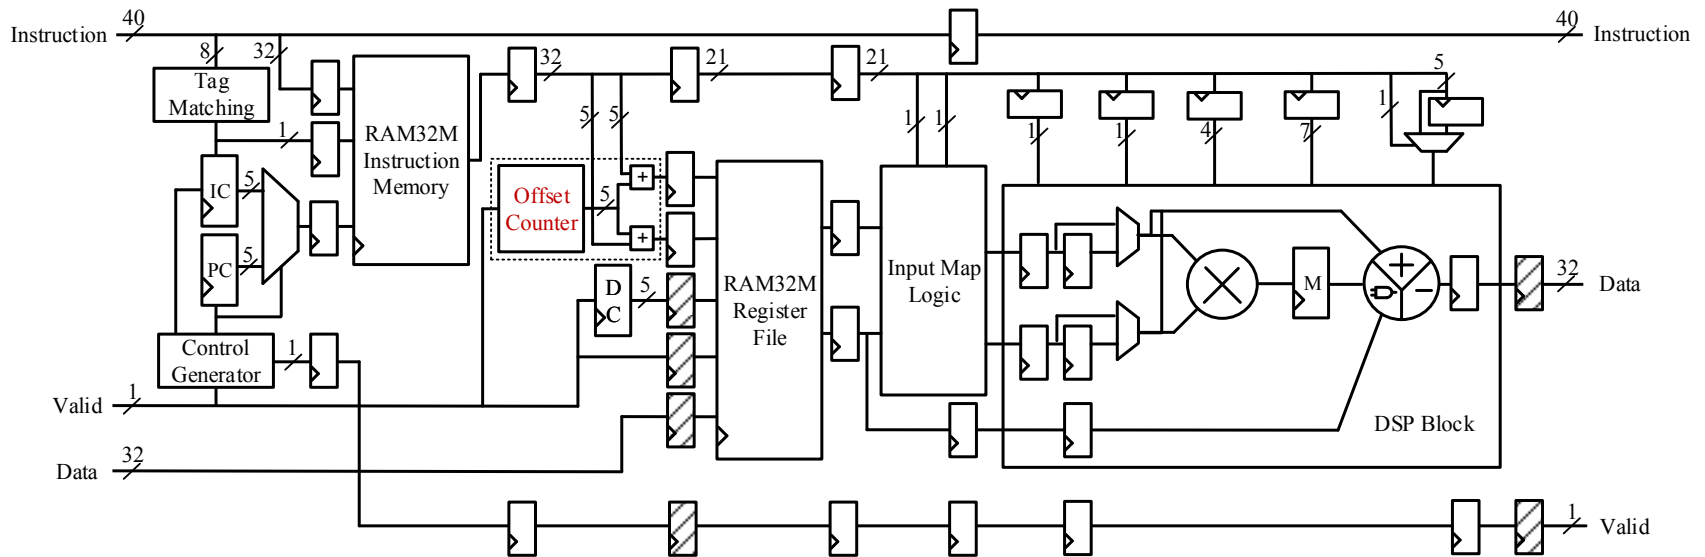 40
40
Instruction
Instruction
8
32
32
21
21
5
Tag
Matching
RAM32M
Instruction
Memory
5
5
1
1
1
1
4
7
1
1
IC
5
Offset
Counter
5
+
+
PC
5
D
C
5
RAM32M
Register
File
Input Map
Logic
M
+
−
32
Data
DSP Block
Control
Generator
1
Valid
1
32
Data
1
Valid